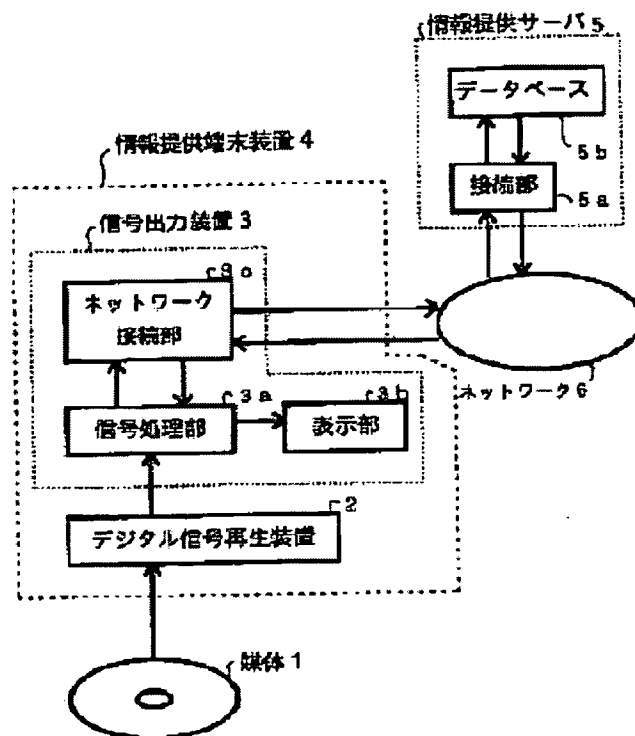 情報提供サーバ5
データベース
5b
接続部
5a
情報提供端末装置4
信号出力装置3
3c
ネットワーク
接続部
ネットワーク6
3a
3b
信号処理部
表示部
2
デジタル信号再生装置
媒体1